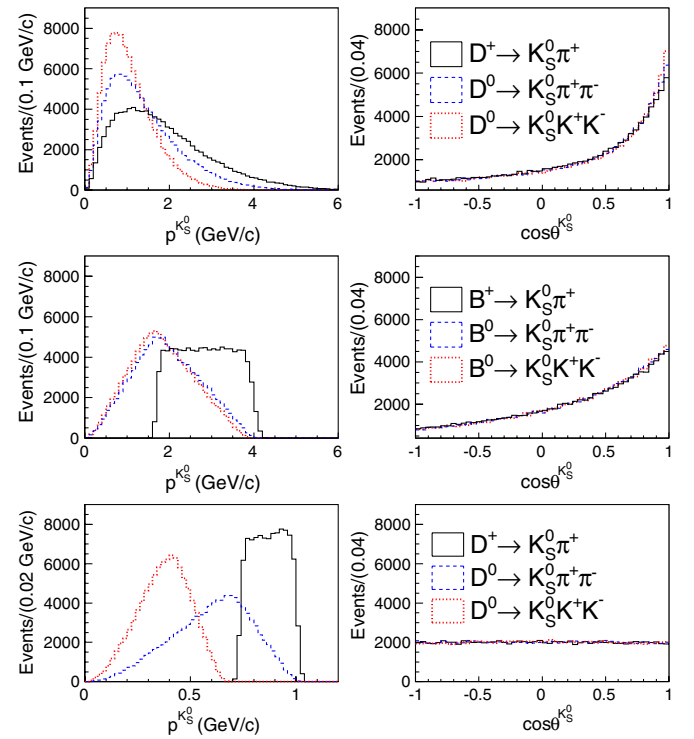 Events/(0.1 GeV/c)
8000
6000
4000
2000
0
0 2 4 6
p^{K_S^0} (GeV/c)
Events/(0.04)
8000
6000
4000
2000
D⁺→ K_S^0π⁺
D⁰→ K_S^0π⁺π⁻
D⁰→ K_S^0K⁺K⁻
-1 -0.5 0 0.5 1
cosθ^{K_S^0}
Events/(0.1 GeV/c)
8000
6000
4000
2000
0
0 2 4 6
p^{K_S^0} (GeV/c)
Events/(0.04)
8000
6000
4000
2000
B⁺→ K_S^0π⁺
B⁰→ K_S^0π⁺π⁻
B⁰→ K_S^0K⁺K⁻
-1 -0.5 0 0.5 1
cosθ^{K_S^0}
Events/(0.02 GeV/c)
8000
6000
4000
2000
0
0 0.5 1
p^{K_S^0} (GeV/c)
Events/(0.04)
8000
6000
4000
2000
0
D⁺→ K_S^0π⁺
D⁰→ K_S^0π⁺π⁻
D⁰→ K_S^0K⁺K⁻
-1 -0.5 0 0.5 1
cosθ^{K_S^0}